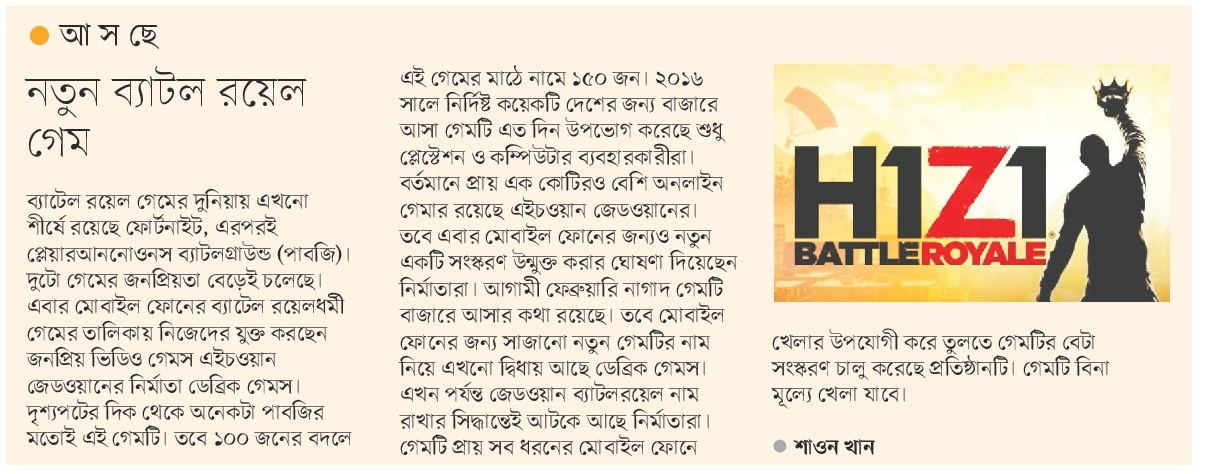 আ স ছে
নতুন ব্যাটল রয়েল
গেম
ব্যাটেল রয়েল গেমের দুনিয়ায় এখনো
শীর্ষে রয়েছে ফোর্টনাইট, এরপরই
প্লেয়ারআননোওনস ব্যাটলগ্রাউন্ড (পাবজি)।
দুটো গেমের জনপ্রিয়তা বেড়েই চলেছে।
এবার মোবাইল ফোনের ব্যাটেল রয়েলধর্মী
গেমের তালিকায় নিজেদের যুক্ত করছেন
জনপ্রিয় ভিডিও গেমস এইচওয়ান
জেডওয়ানের নির্মাতা ডেব্রিক গেমস।
দৃশ্যপটের দিক থেকে অনেকটা পাবজির
মতোই এই গেমটি। তবে ১০০ জনের বদলে
এই গেমের মাঠে নামে ১৫০ জন। ২০১৬
সালে নির্দিষ্ট কয়েকটি দেশের জন্য বাজারে
আসা গেমটি এত দিন উপভোগ করেছে শুধু
প্লেস্টেশন ও কম্পিউটার ব্যবহারকারীরা।
বর্তমানে প্রায় এক কোটিরও বেশি অনলাইন
গেমার রয়েছে এইচওয়ান জেডওয়ানের।
তবে এবার মোবাইল ফোনের জন্যও নতুন
একটি সংস্করণ উন্মুক্ত করার ঘোষণা দিয়েছেন
নির্মাতারা। আগামী ফেব্রুয়ারি নাগাদ গেমটি
বাজারে আসার কথা রয়েছে। তবে মোবাইল
ফোনের জন্য সাজানো নতুন গেমটির নাম
নিয়ে এখনো দ্বিধায় আছে ডেব্রিক গেমস।
এখন পর্যন্ত জেডওয়ান ব্যাটলরয়েল নাম
রাখার সিদ্ধান্তেই আটকে আছে নির্মাতারা।
গেমটি প্রায় সব ধরনের মোবাইল ফোনে
H1Z1
BATTLEROYALE
খেলার উপযোগী করে তুলতে গেমটির বেটা
সংস্করণ চালু করেছে প্রতিষ্ঠানটি। গেমটি বিনা
মূল্যে খেলা যাবে।
শাওন খান